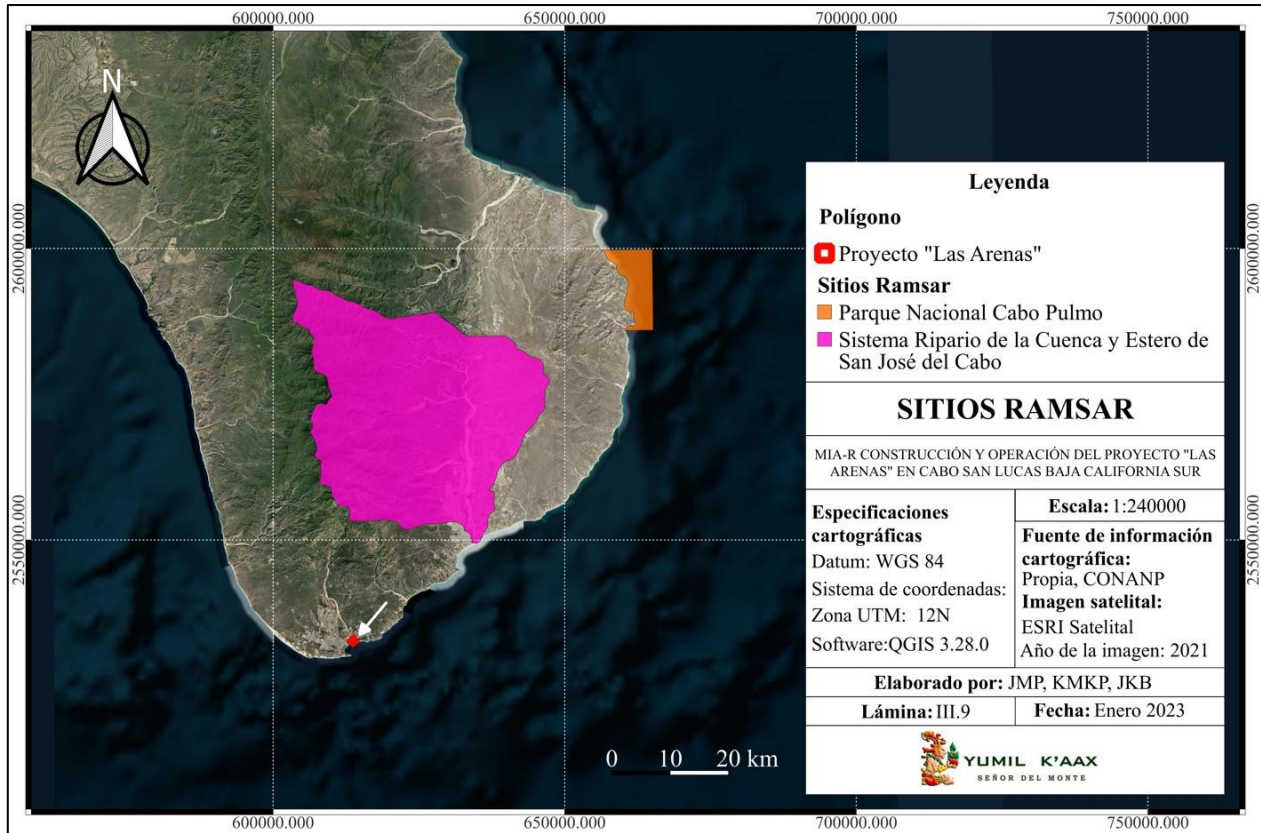 600000.000
650000.000
700000.000
750000.000
N
2600000.000
2550000.000
2600000.000
2550000.000
Leyenda
Polígono
Proyecto "Las Arenas"
Sitios Ramsar
Parque Nacional Cabo Pulmo
Sistema Ripario de la Cuenca y Estero de
San José del Cabo
SITIOS RAMSAR
MIA-R CONSTRUCCIÓN Y OPERACIÓN DEL PROYECTO "LAS
ARENAS" EN CABO SAN LUCAS BAJA CALIFORNIA SUR
Especificaciones
cartográficas
Datum: WGS 84
Sistema de coordenadas:
Zona UTM: 12N
Software:QGIS 3.28.0
Escala: 1:240000
Fuente de información
cartográfica:
Propia, CONANP
Imagen satelital:
ESRI Satelital
Año de la imagen: 2021
Elaborado por: JMP, KMKP, JKB
Lámina: III.9
Fecha: Enero 2023
YUMIL K'AAX
SEÑOR DEL MONTE
0 10 20 km
600000.000
650000.000
700000.000
750000.000